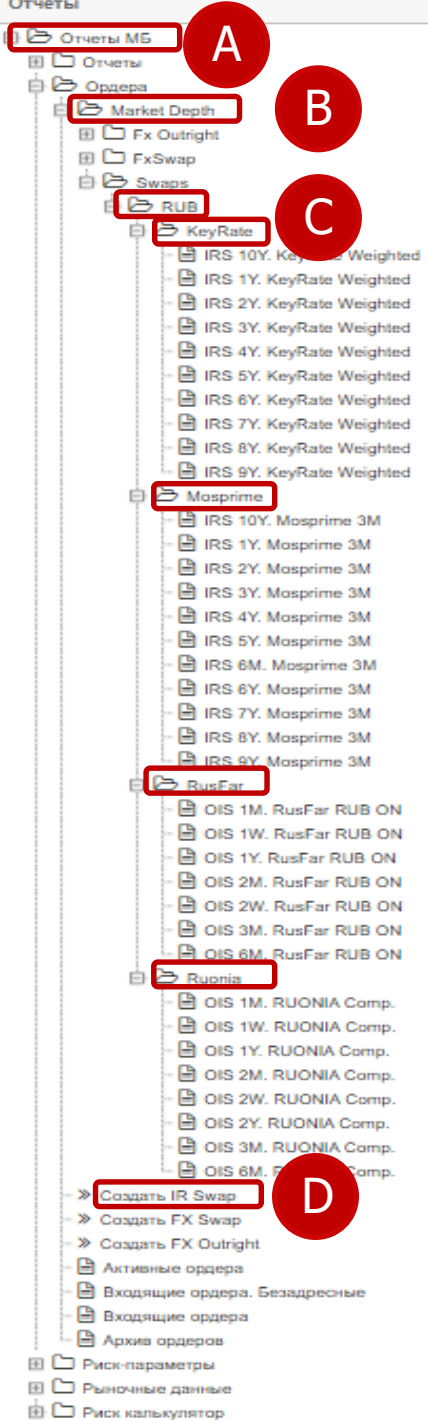 Отчеты
Отчеты МБ
A
Отчеты
Ордера
Market Depth
B
Fx Outright
FxSwap
Swaps
RUB
C
KeyRate
IRS 10Y. Weighted
IRS 1Y. KeyRate Weighted
IRS 2Y. KeyRate Weighted
IRS 3Y. KeyRate Weighted
IRS 4Y. KeyRate Weighted
IRS 5Y. KeyRate Weighted
IRS 6Y. KeyRate Weighted
IRS 7Y. KeyRate Weighted
IRS 8Y. KeyRate Weighted
IRS 9Y. KeyRate Weighted
Mosprime
IRS 10Y. Mosprime 3M
IRS 1Y. Mosprime 3M
IRS 2Y. Mosprime 3M
IRS 3Y. Mosprime 3M
IRS 4Y. Mosprime 3M
IRS 5Y. Mosprime 3M
IRS 6M. Mosprime 3M
IRS 6Y. Mosprime 3M
IRS 7Y. Mosprime 3M
IRS 8Y. Mosprime 3M
IRS 9Y. Mosprime 3M
RusFar
OIS 1M. RusFar RUB ON
OIS 1W. RusFar RUB ON
OIS 1Y. RusFar RUB ON
OIS 2M. RusFar RUB ON
OIS 2W. RusFar RUB ON
OIS 3M. RusFar RUB ON
OIS 6M. RusFar RUB ON
Ruonia
OIS 1M. RUONIA Comp.
OIS 1W. RUONIA Comp.
OIS 1Y. RUONIA Comp.
OIS 2M. RUONIA Comp.
OIS 2W. RUONIA Comp.
OIS 2Y. RUONIA Comp.
OIS 3M. RUONIA Comp.
OIS 6M. Comp.
Создать IR Swap
D
Создать FX Swap
Создать FX Outright
Активные ордера
Входящие ордера. Безадресные
Входящие ордера
Архив ордеров
Риск-параметры
Рыночные данные
Риск калькулятор